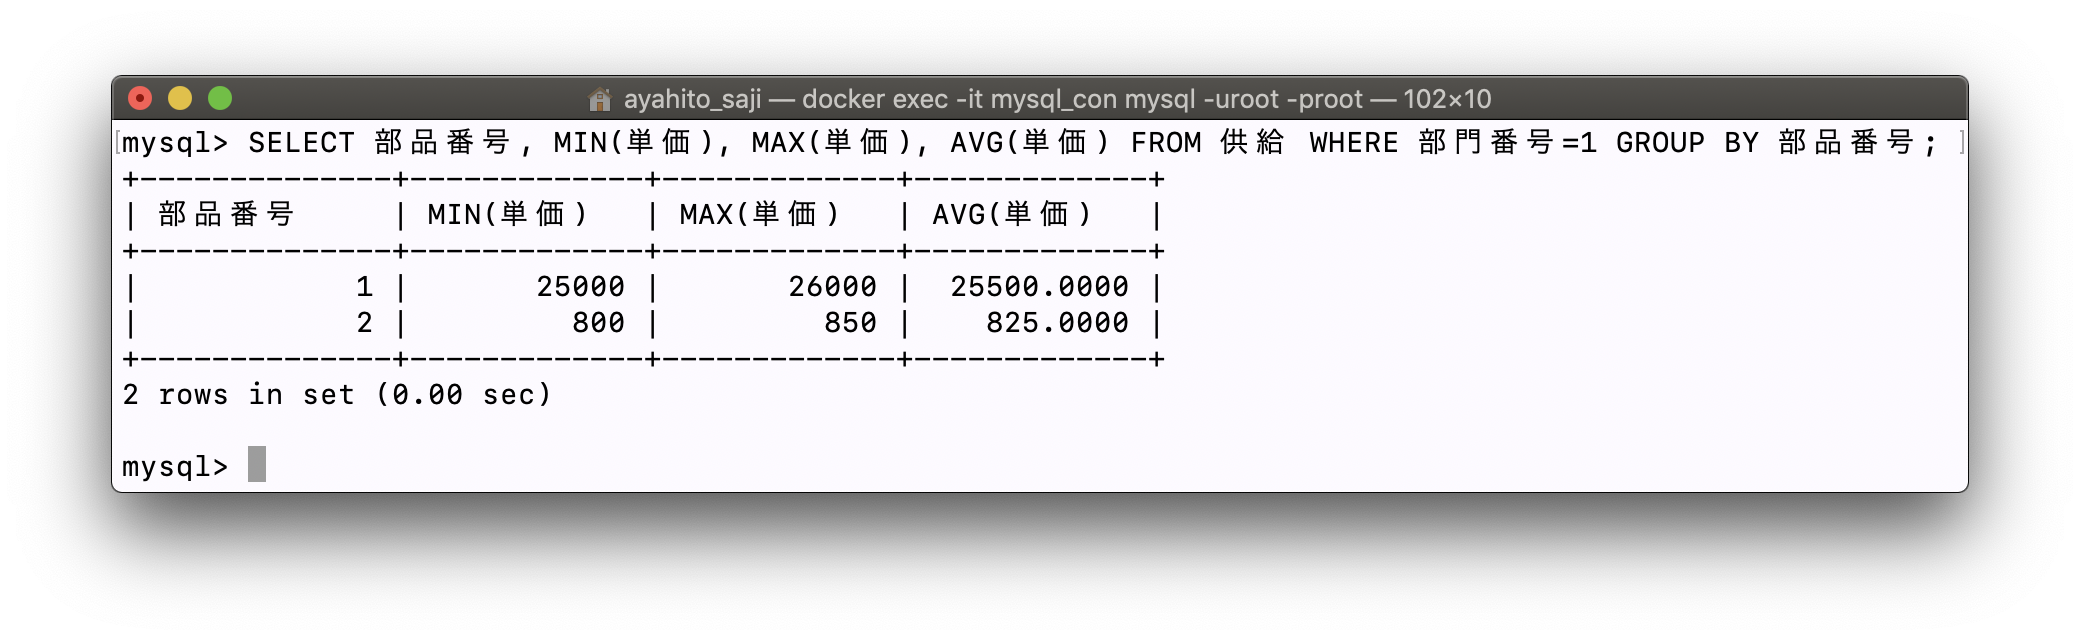 ayahito_saji — docker exec -it mysql_con mysql -uroot -proot — 102×10
[mysql> SELECT 部品番号, MIN(単価), MAX(単価), AVG(単価) FROM 供給 WHERE 部門番号=1 GROUP BY 部品番号; ]
+--------------+-------------+-------------+-------------+
| 部品番号     | MIN(単価)   | MAX(単価)   | AVG(単価)   |
+--------------+-------------+-------------+-------------+
|            1 |       25000 |       26000 |  25500.0000 |
|            2 |         800 |         850 |    825.0000 |
+--------------+-------------+-------------+-------------+
2 rows in set (0.00 sec)
mysql>